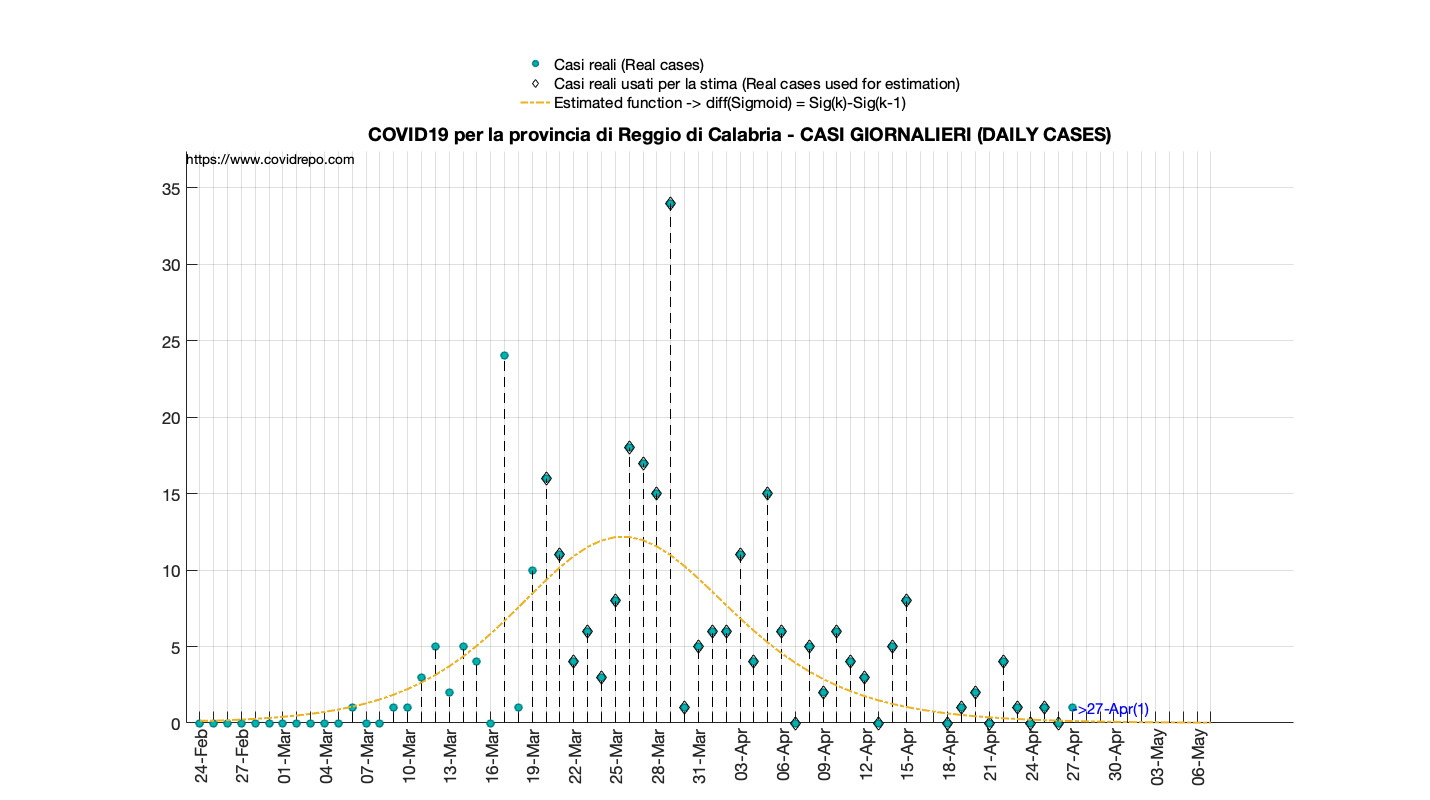 Casi reali (Real cases)
Casi reali usati per la stima (Real cases used for estimation)
Estimated function -> diff(Sigmoid) = Sig(k)-Sig(k-1)
COVID19 per la provincia di Reggio di Calabria - CASI GIORNALIERI (DAILY CASES)
https://www.covidrepo.com
35
30
25
20
15
10
5
0
->27-Apr(1)
24-Feb
27-Feb
01-Mar
04-Mar
07-Mar
10-Mar
13-Mar
16-Mar
19-Mar
22-Mar
25-Mar
28-Mar
31-Mar
03-Apr
06-Apr
09-Apr
12-Apr
15-Apr
18-Apr
21-Apr
24-Apr
27-Apr
30-Apr
03-May
06-May